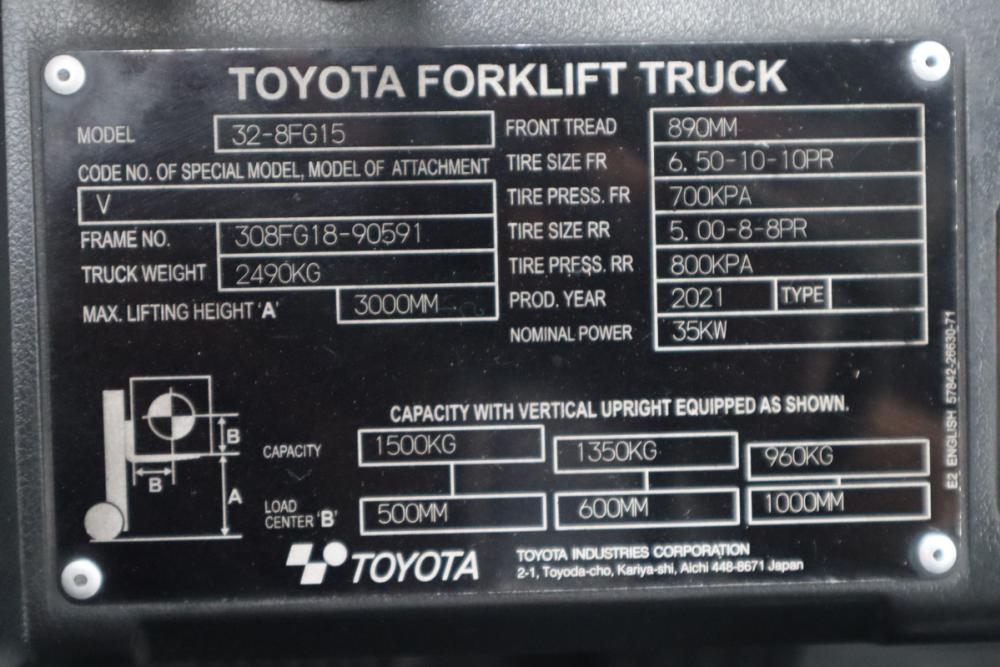 TOYOTA FORKLIFT TRUCK
MODEL 32-8FG15
CODE NO. OF SPECIAL MODEL, MODEL OF ATTACHMENT
V
FRAME NO. 308FG18-90591
TRUCK WEIGHT 2490KG
MAX. LIFTING HEIGHT 'A' 3000MM
FRONT TREAD 890MM
TIRE SIZE FR 6.50-10-10PR
TIRE PRESS. FR 700KPA
TIRE SIZE RR 5.00-8-8PR
TIRE PRESS. RR 800KPA
PROD. YEAR 2021 TYPE
NOMINAL POWER 35KW
CAPACITY WITH VERTICAL UPRIGHT EQUIPPED AS SHOWN.
B
B
A
CAPACITY 1500KG 1350KG 960KG
LOAD
CENTER 'B' 500MM 600MM 1000MM
TOYOTA
TOYOTA INDUSTRIES CORPORATION
2-1, Toyoda-cho, Kariya-shi, Aichi 448-8671 Japan
E2 ENGLISH 57842-26630-71